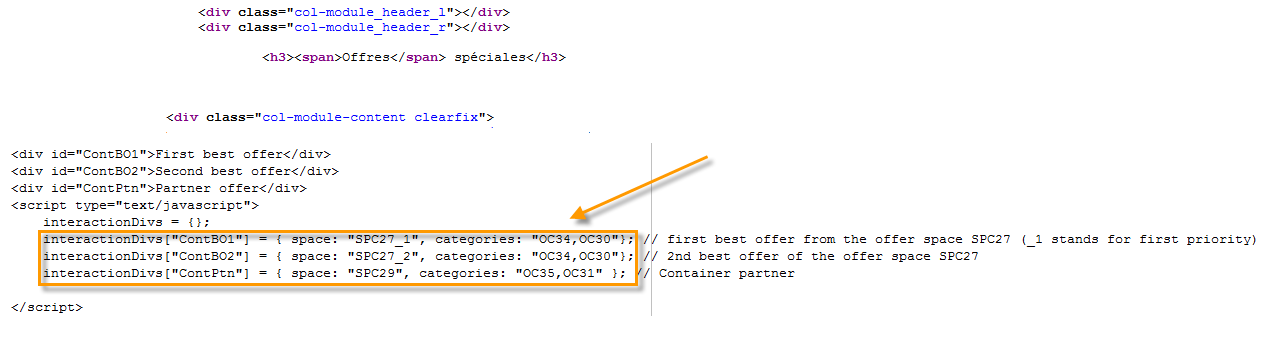 <div class="col-module_header_l"></div>
<div class="col-module_header_r"></div>
<h3><span>Offres</span> spéciales</h3>
<div class="col-module-content clearfix">
<div id="ContBO1">First best offer</div>
<div id="ContBO2">Second best offer</div>
<div id="ContPtn">Partner offer</div>
<script type="text/javascript">
interactionDivs = {};
interactionDivs["ContBO1"] = { space: "SPC27_1", categories: "OC34,OC30"}; // first best offer from the offer space SPC27 (_1 stands for first priority)
interactionDivs["ContBO2"] = { space: "SPC27_2", categories: "OC34,OC30"}; // 2nd best offer of the offer space SPC27
interactionDivs["ContPtn"] = { space: "SPC29", categories: "OC35,OC31" }; // Container partner
</script>